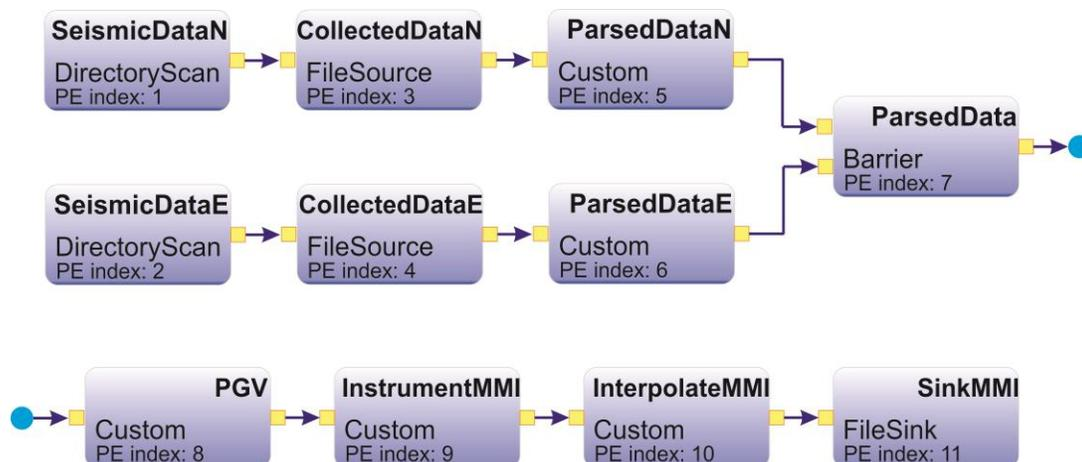 SeismicDataN
DirectoryScan
PE index: 1
CollectedDataN
FileSource
PE index: 3
ParsedDataN
Custom
PE index: 5
SeismicDataE
DirectoryScan
PE index: 2
CollectedDataE
FileSource
PE index: 4
ParsedDataE
Custom
PE index: 6
ParsedData
Barrier
PE index: 7
PGV
Custom
PE index: 8
InstrumentMMI
Custom
PE index: 9
InterpolateMMI
Custom
PE index: 10
SinkMMI
FileSink
PE index: 11